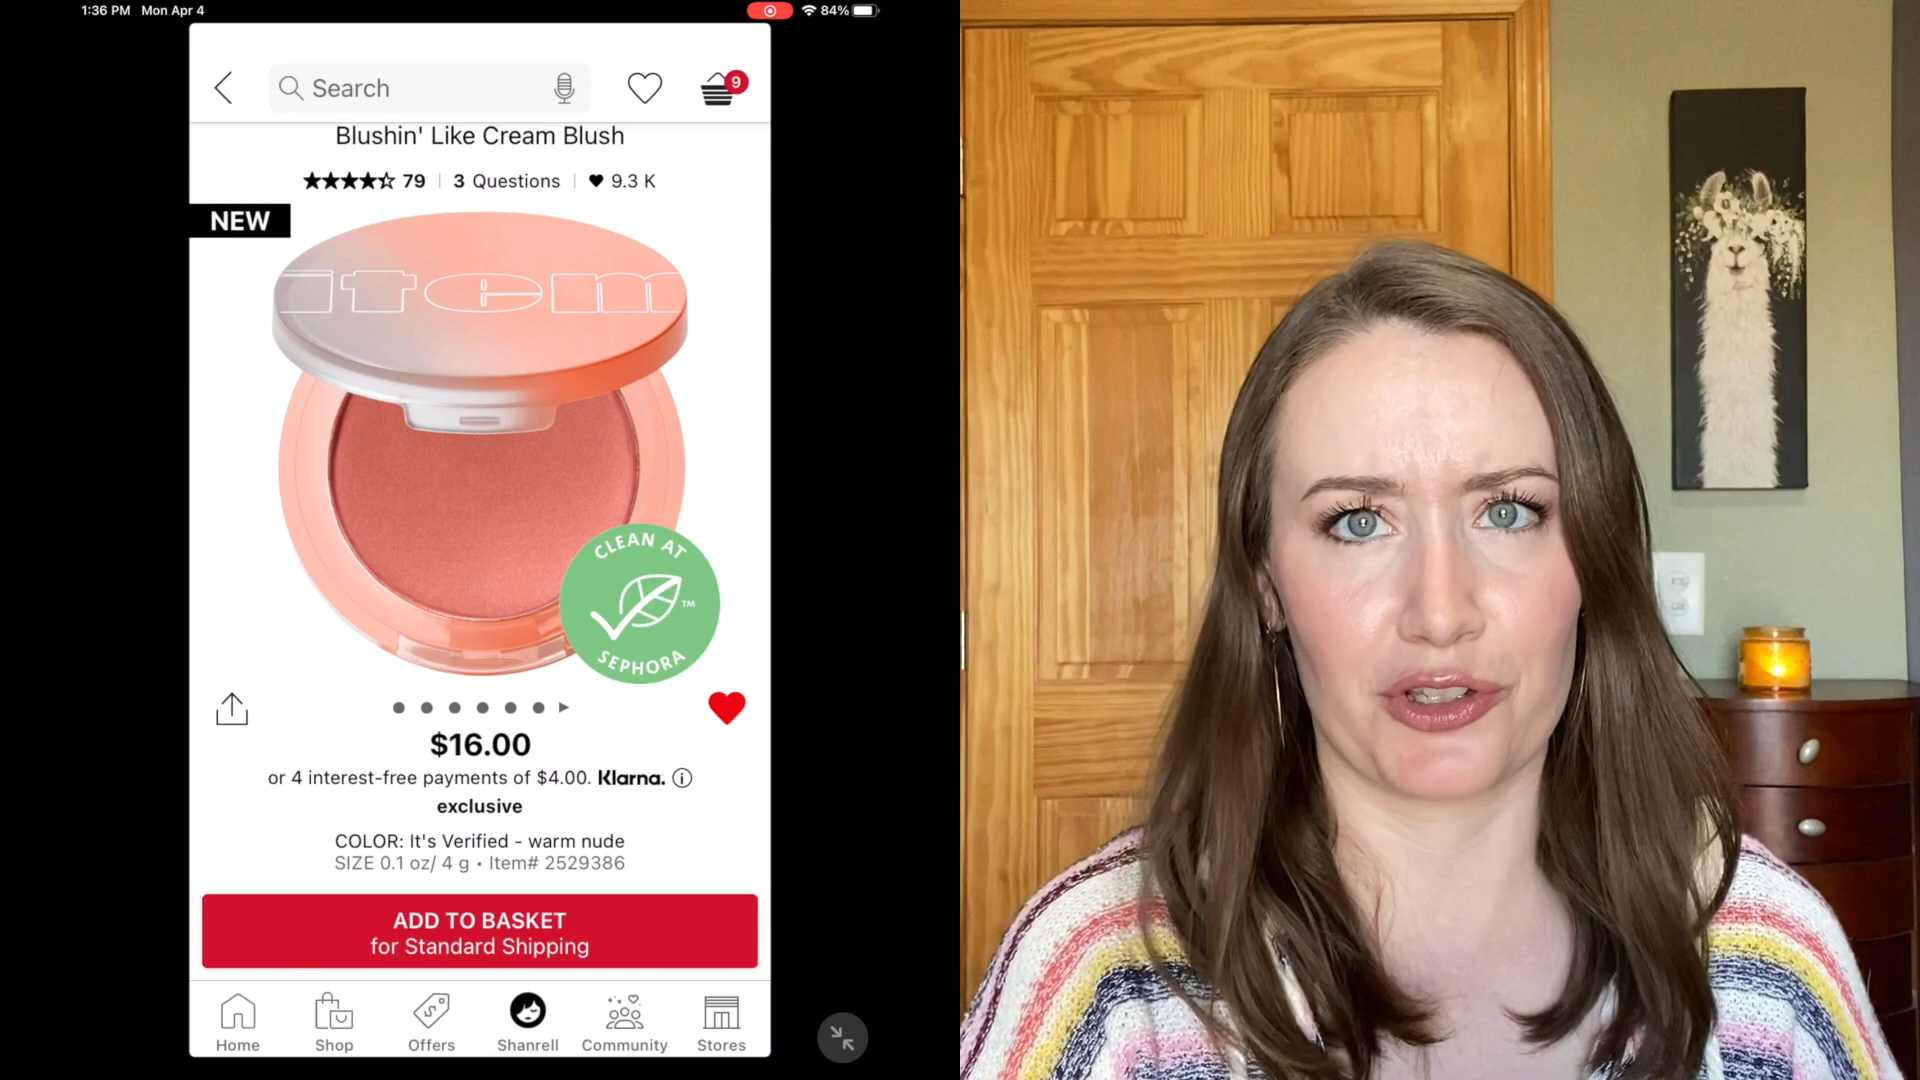 1:36 PM Mon Apr 4
84%
Search
9
Blushin' Like Cream Blush
79 | 3 Questions | 9.3 K
NEW
item
CLEAN AT
SEPHORA
TM
$16.00
or 4 interest-free payments of $4.00. Klarna.
exclusive
COLOR: It's Verified - warm nude
SIZE 0.1 oz/ 4 g • Item# 2529386
ADD TO BASKET
for Standard Shipping
Home Shop Offers Shanrell Community Stores